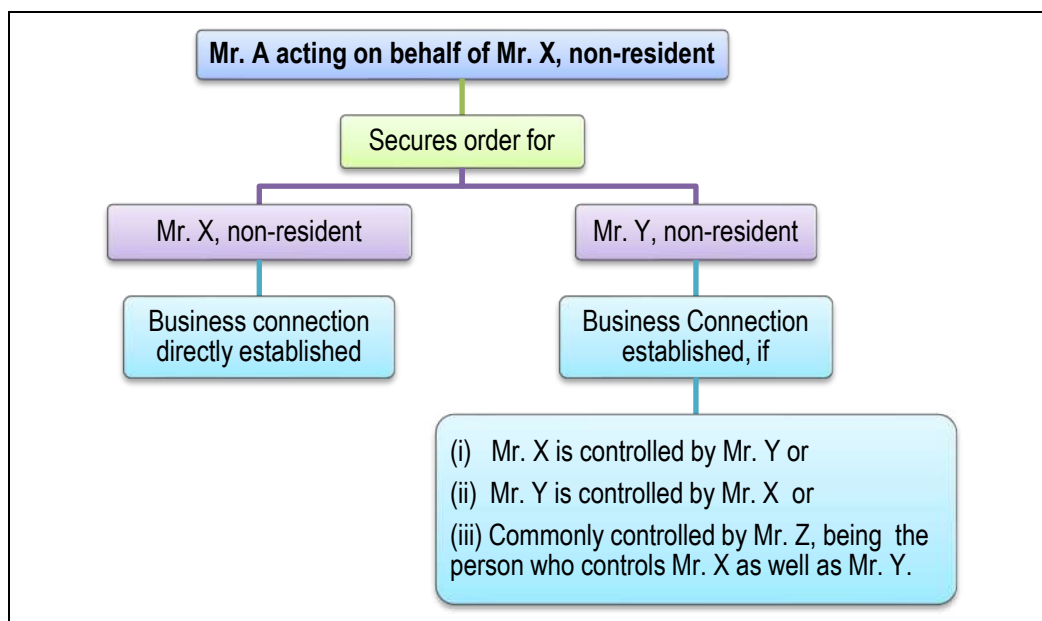 Mr. A acting on behalf of Mr. X, non-resident
Secures order for
Mr. X, non-resident
Mr. Y, non-resident
Business connection
directly established
Business Connection
established, if
(i) Mr. X is controlled by Mr. Y or
(ii) Mr. Y is controlled by Mr. X or
(iii) Commonly controlled by Mr. Z, being the
person who controls Mr. X as well as Mr. Y.